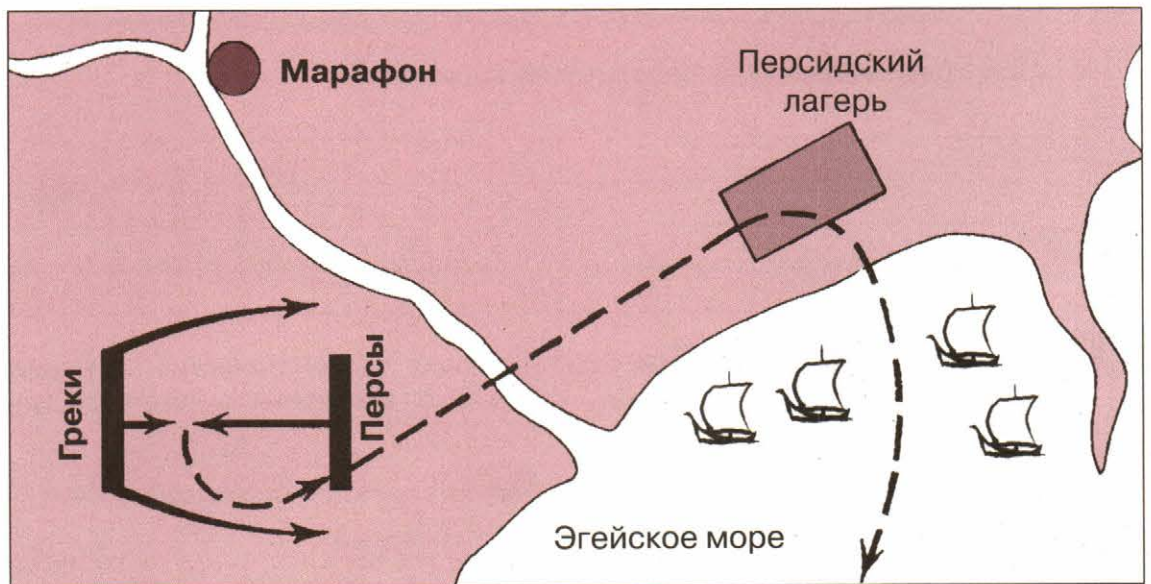 Марафон
Персидский
лагерь
Греки
Персы
Эгейское море